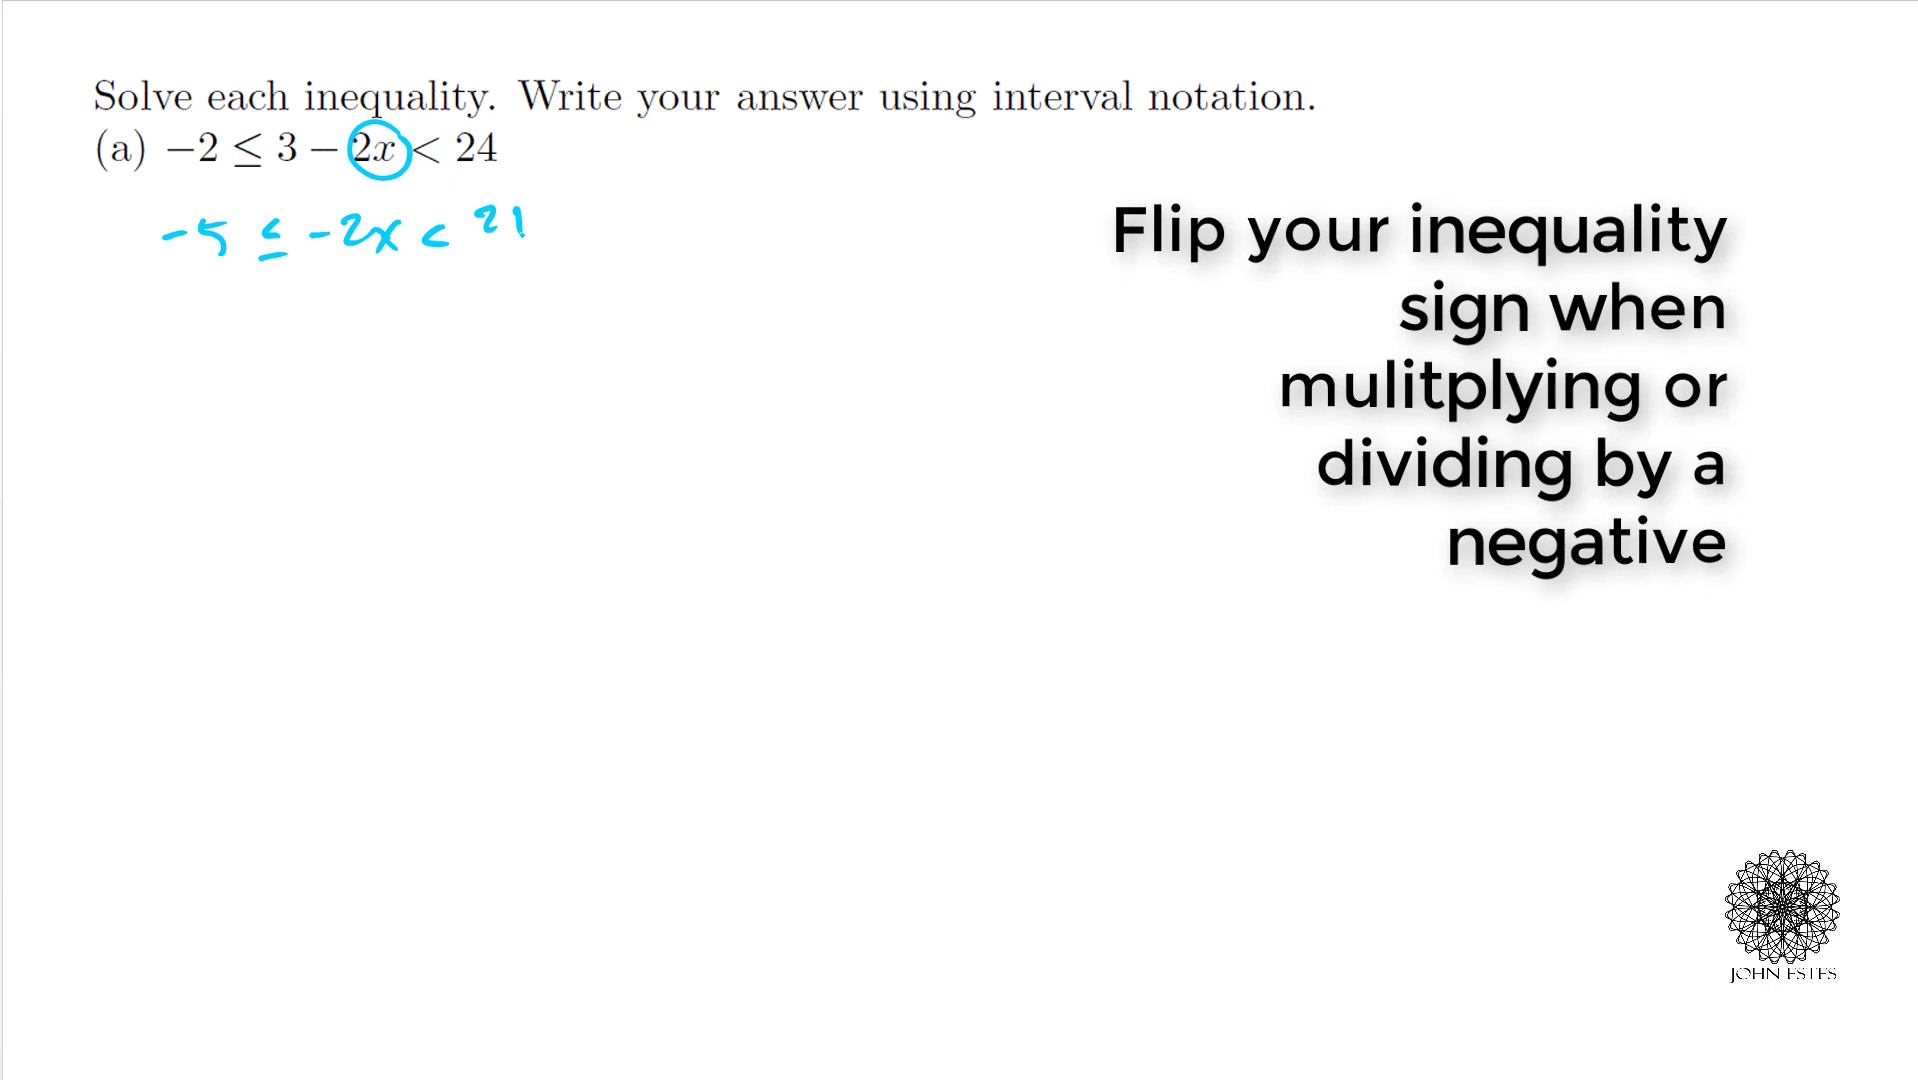 Solve each inequality. Write your answer using interval notation.
(a) −2 ≤ 3 − 2x < 24
-5 ≤ -2x < 21
Flip your inequality
sign when
mulitplying or
dividing by a
negative
JOHN ESTES